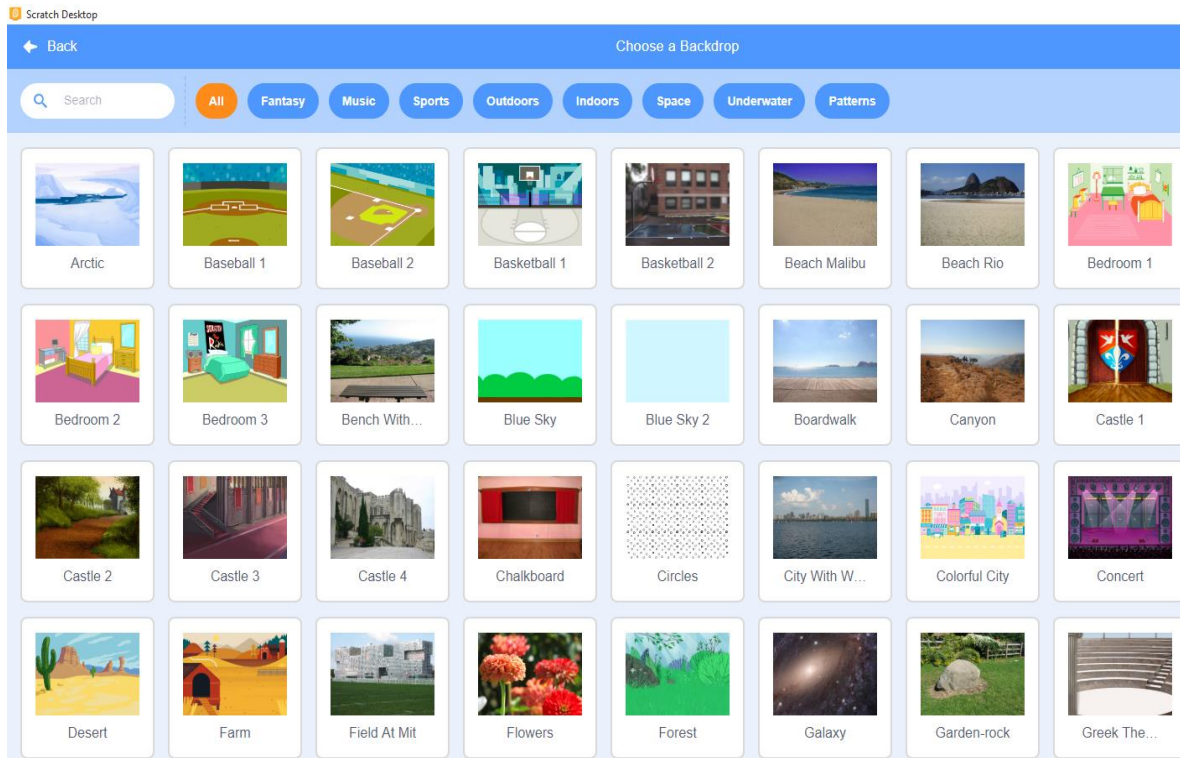 Scratch Desktop
Back
Choose a Backdrop
Search
All Fantasy Music Sports Outdoors Indoors Space Underwater Patterns
Arctic Baseball 1 Baseball 2 Basketball 1 Basketball 2 Beach Malibu Beach Rio Bedroom 1
Bedroom 2 Bedroom 3 Bench With... Blue Sky Blue Sky 2 Boardwalk Canyon Castle 1
Castle 2 Castle 3 Castle 4 Chalkboard Circles City With W... Colorful City Concert
Desert Farm Field At Mit Flowers Forest Galaxy Garden-rock Greek The...